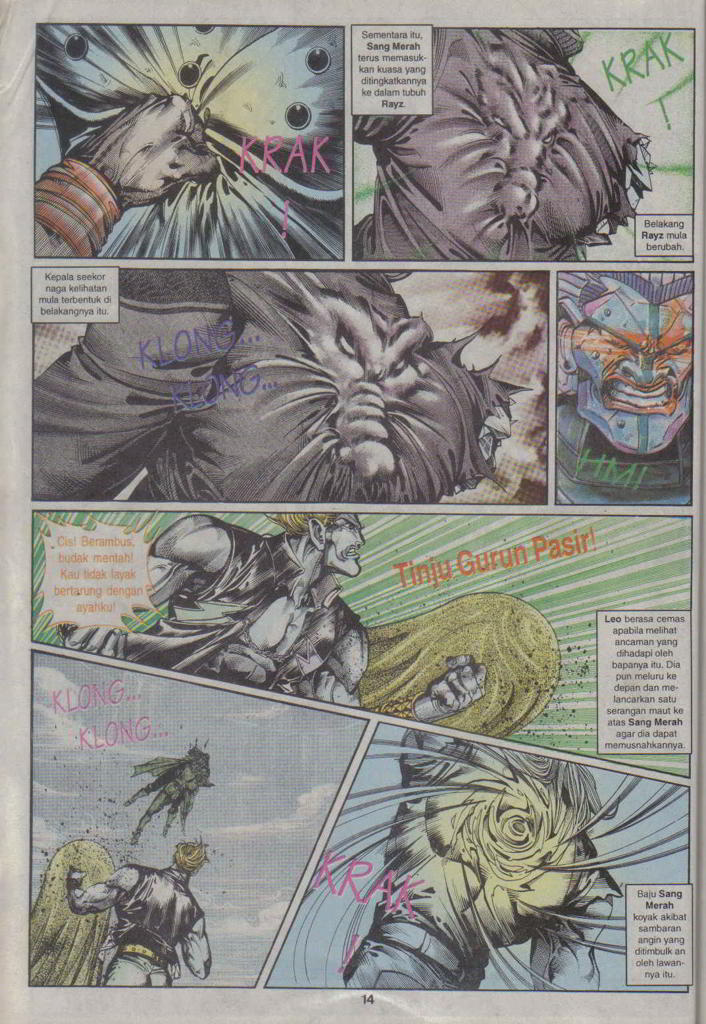 KRAK
!
Sementara itu,
Sang Merah
terus memasuk-
kan kuasa yang
ditingkatkannya
ke dalam tubuh
Rayz.
KRAK
!
Belakang
Rayz mula
berubah.
Kepala seekor
naga kelihatan
mula terbentuk di
belakangnya itu.
KLONG...
KLONG...
HM!
Cis! Berambus,
budak mentah!
Kau tidak layak
bertarung dengan
ayahku!
Tinju Gurun Pasir!
Leo berasa cemas
apabila melihat
ancaman yang
dihadapi oleh
bapanya itu. Dia
pun meluru ke
depan dan me-
lancarkan satu
serangan maut ke
atas Sang Merah
agar dia dapat
memusnahkannya.
KLONG...
KLONG...
KRAK
!
Baju Sang
Merah
koyak akibat
sambaran
angin yang
ditimbulk an
oleh lawan-
nya itu.
14